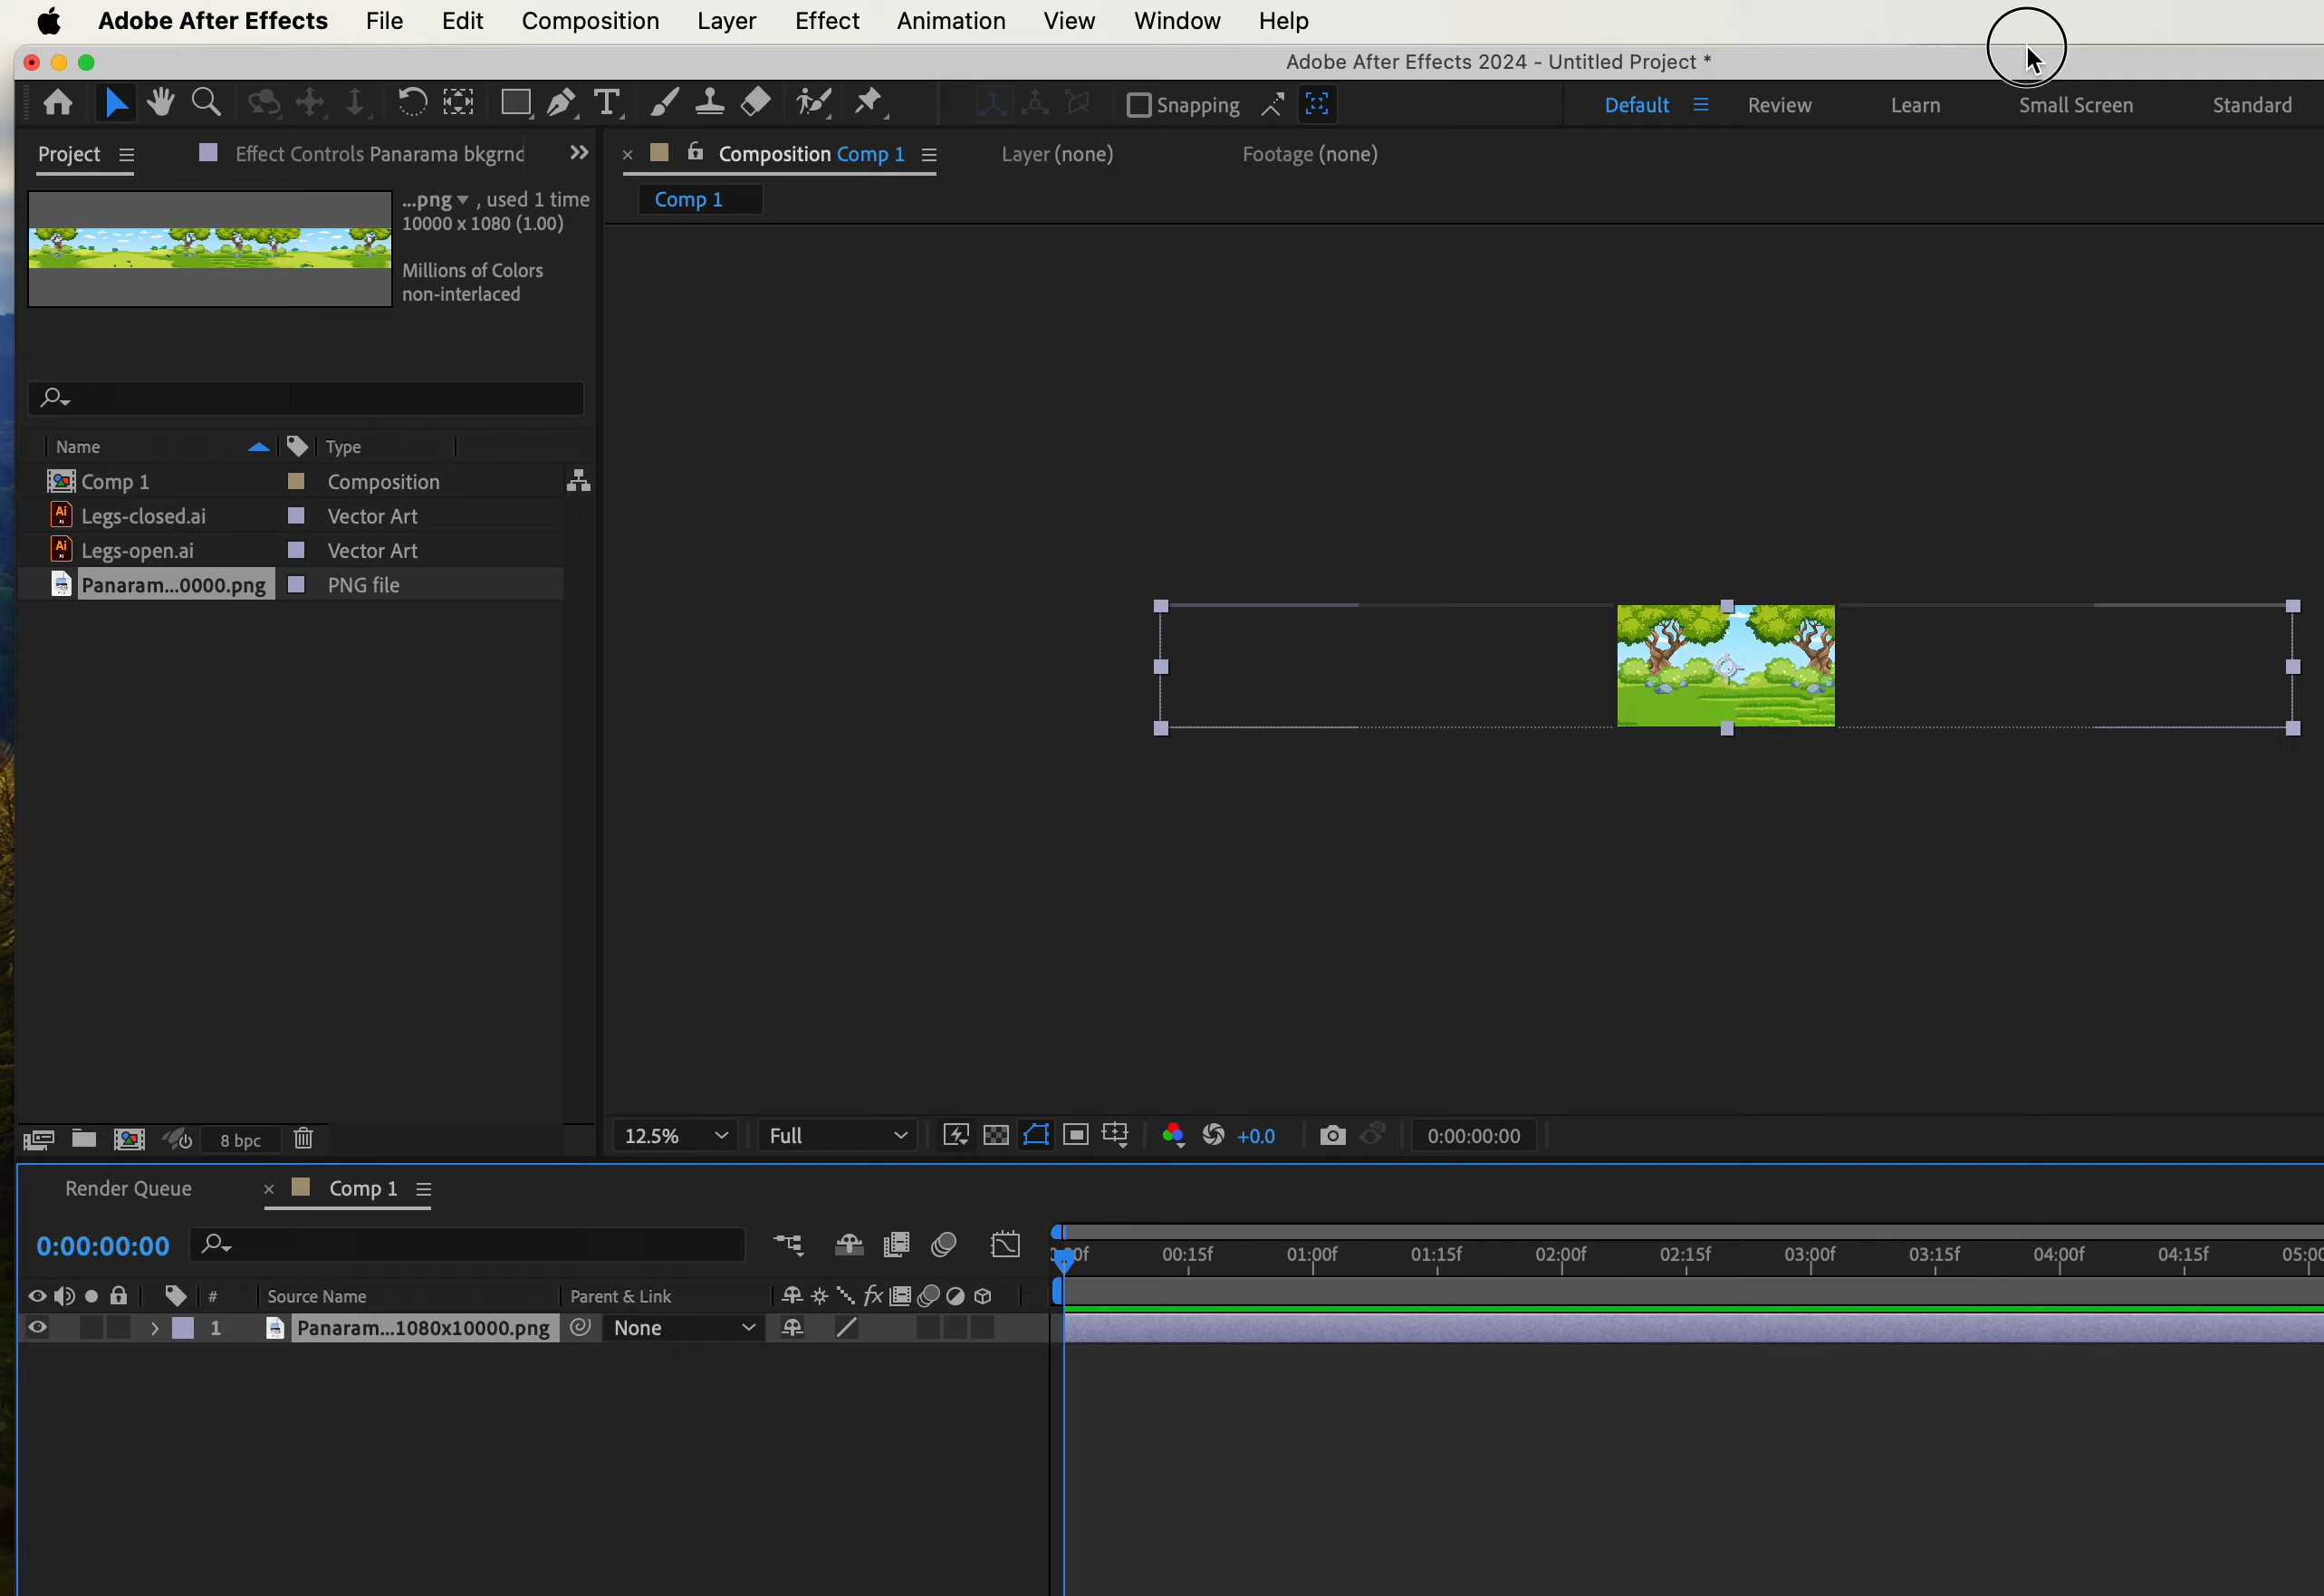 Adobe After Effects File Edit Composition Layer Effect Animation View Window Help
Adobe After Effects 2024 - Untitled Project *
T Snapping Default Review Learn Small Screen Standard
Project Effect Controls Panarama bkgrnd Composition Comp 1 Layer (none) Footage (none)
...png , used 1 time
Comp 1
10000 x 1080 (1.00)
Millions of Colors
non-interlaced
Name Type
Comp 1 Composition
Ai Legs-closed.ai Vector Art
Ai Legs-open.ai Vector Art
Panaram...0000.png PNG file
8 bpc 12.5% Full +0.0 0:00:00:00
Render Queue × Comp 1
0:00:00:00
00f 00:15f 01:00f 01:15f 02:00f 02:15f 03:00f 03:15f 04:00f 04:15f 05:00
# Source Name Parent & Link fx
1 Panaram...1080x10000.png None